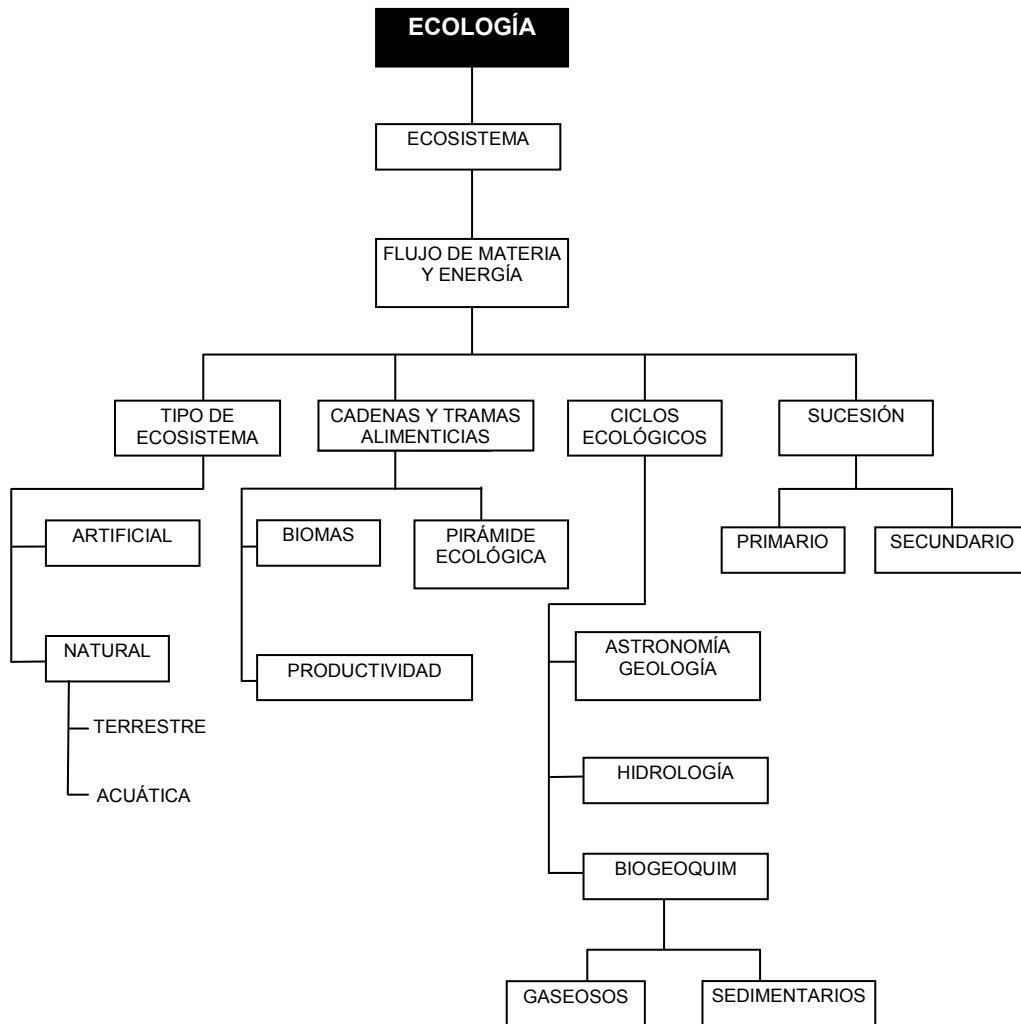 ECOLOGÍA
ECOSISTEMA
FLUJO DE MATERIA
Y ENERGÍA
TIPO DE
ECOSISTEMA
CADENAS Y TRAMAS
ALIMENTICIAS
CICLOS
ECOLÓGICOS
SUCESIÓN
ARTIFICIAL
BIOMAS
PIRÁMIDE
ECOLÓGICA
PRIMARIO
SECUNDARIO
NATURAL
PRODUCTIVIDAD
ASTRONOMÍA
GEOLOGÍA
TERRESTRE
HIDROLOGÍA
ACUÁTICA
BIOGEOQUIM
GASEOSOS
SEDIMENTARIOS